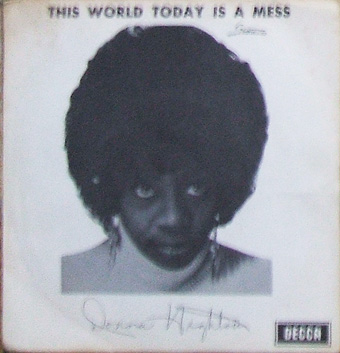 THIS WORLD TODAY IS A MESS
Donna Hightower
DECCA